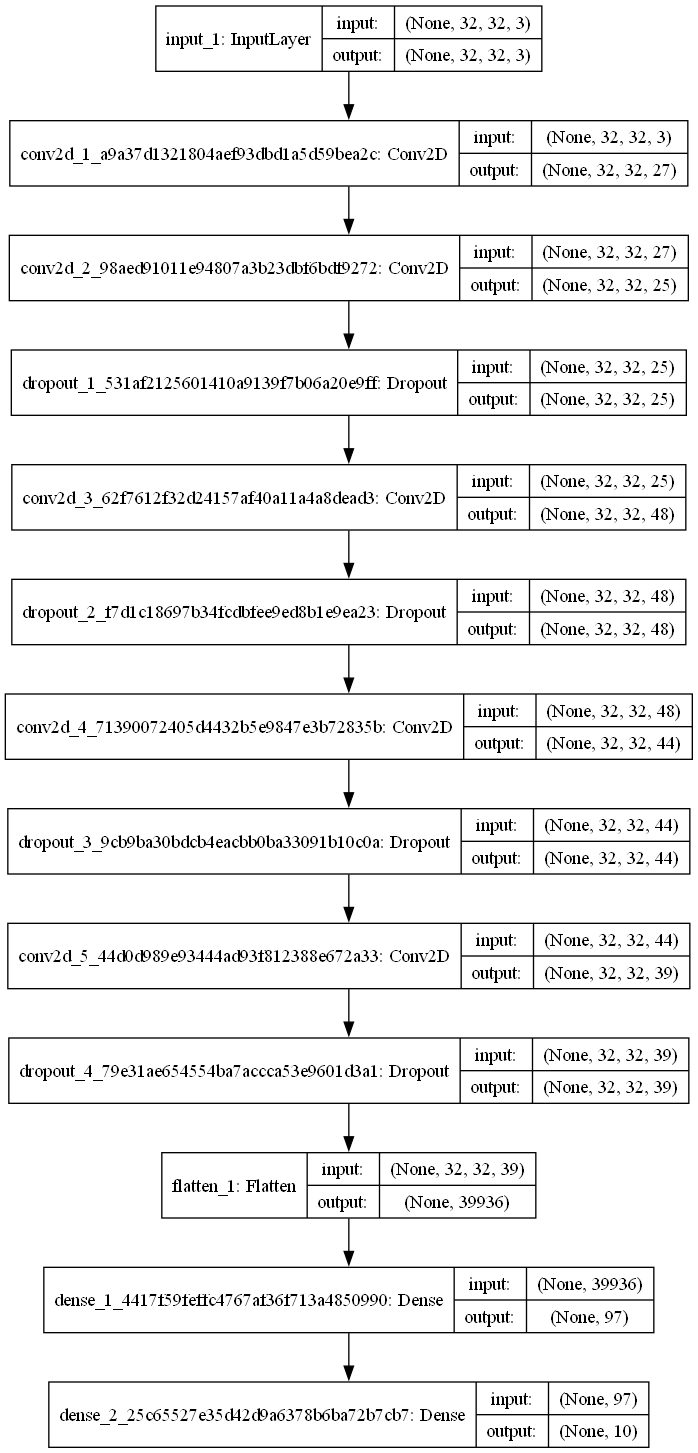 input_1: InputLayer
input: (None, 32, 32, 3)
output: (None, 32, 32, 3)
conv2d_1_a9a37d1321804aef93dbd1a5d59bea2c: Conv2D
input: (None, 32, 32, 3)
output: (None, 32, 32, 27)
conv2d_2_98aed91011e94807a3b23dbf6bdf9272: Conv2D
input: (None, 32, 32, 27)
output: (None, 32, 32, 25)
dropout_1_531af2125601410a9139f7b06a20e9ff: Dropout
input: (None, 32, 32, 25)
output: (None, 32, 32, 25)
conv2d_3_62f7612f32d24157af40a11a4a8dead3: Conv2D
input: (None, 32, 32, 25)
output: (None, 32, 32, 48)
dropout_2_f7d1c18697b34fcdbfee9ed8b1e9ea23: Dropout
input: (None, 32, 32, 48)
output: (None, 32, 32, 48)
conv2d_4_71390072405d4432b5e9847e3b72835b: Conv2D
input: (None, 32, 32, 48)
output: (None, 32, 32, 44)
dropout_3_9cb9ba30bdcb4eacbb0ba33091b10c0a: Dropout
input: (None, 32, 32, 44)
output: (None, 32, 32, 44)
conv2d_5_44d0d989e93444ad93f812388e672a33: Conv2D
input: (None, 32, 32, 44)
output: (None, 32, 32, 39)
dropout_4_79e31ae654554ba7accca53e9601d3a1: Dropout
input: (None, 32, 32, 39)
output: (None, 32, 32, 39)
flatten_1: Flatten
input: (None, 32, 32, 39)
output: (None, 39936)
dense_1_4417f59feffc4767af36f713a4850990: Dense
input: (None, 39936)
output: (None, 97)
dense_2_25c65527e35d42d9a6378b6ba72b7cb7: Dense
input: (None, 97)
output: (None, 10)